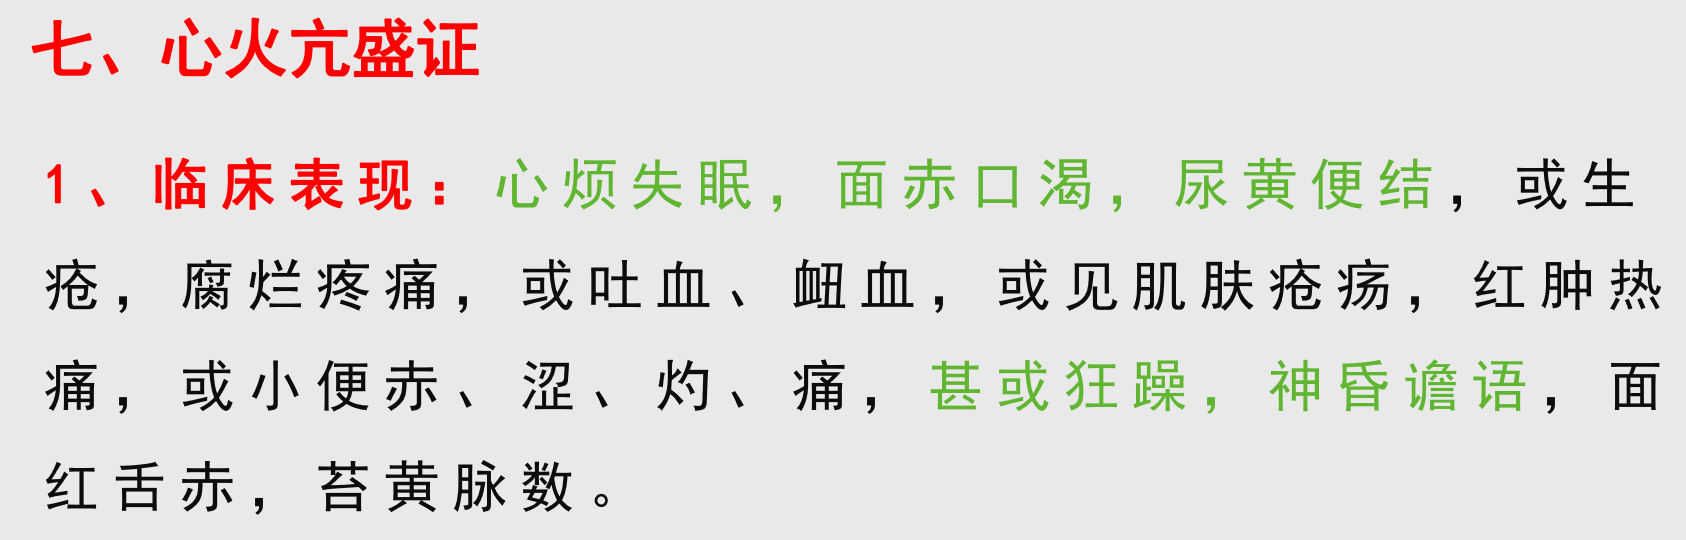 七、心火亢盛证
1、临床表现：心烦失眠，面赤口渴，尿黄便结，或生
疮，腐烂疼痛，或吐血、衄血，或见肌肤疮疡，红肿热
痛，或小便赤、涩、灼、痛，甚或狂躁，神昏谵语，面
红舌赤，苔黄脉数。